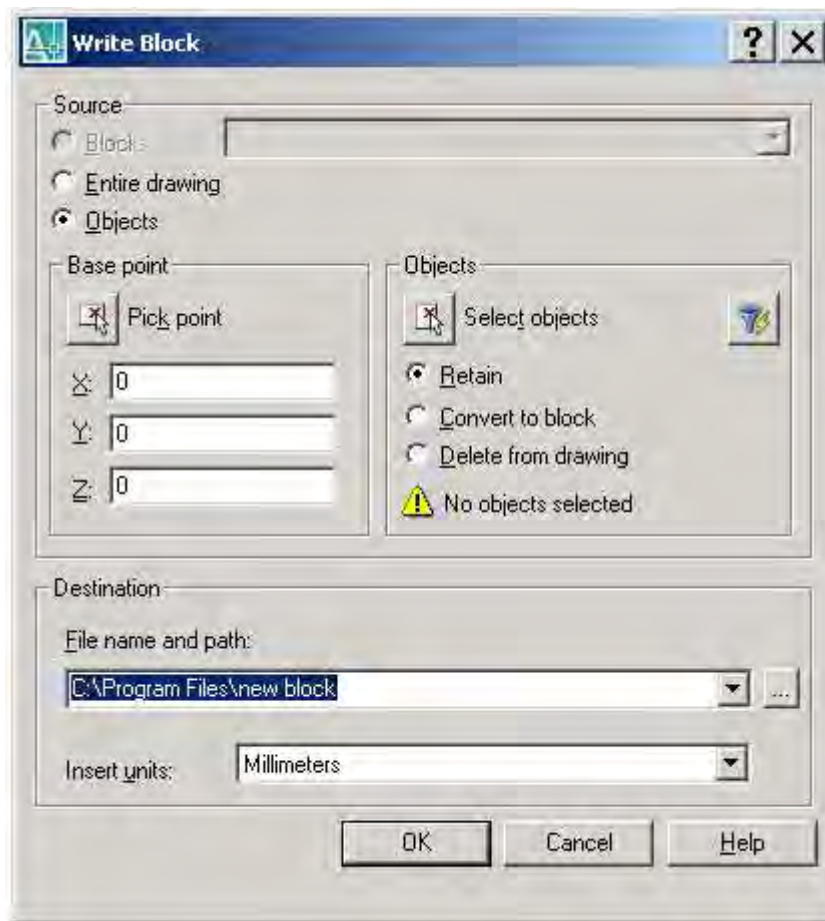 Write Block
Source
Block:
Entire drawing
Objects
Base point
Pick point
X: 0
Y: 0
Z: 0
Objects
Select objects
Retain
Convert to block
Delete from drawing
No objects selected
Destination
File name and path:
C:\Program Files\new block
...
Insert units: Millimeters
OK Cancel Help